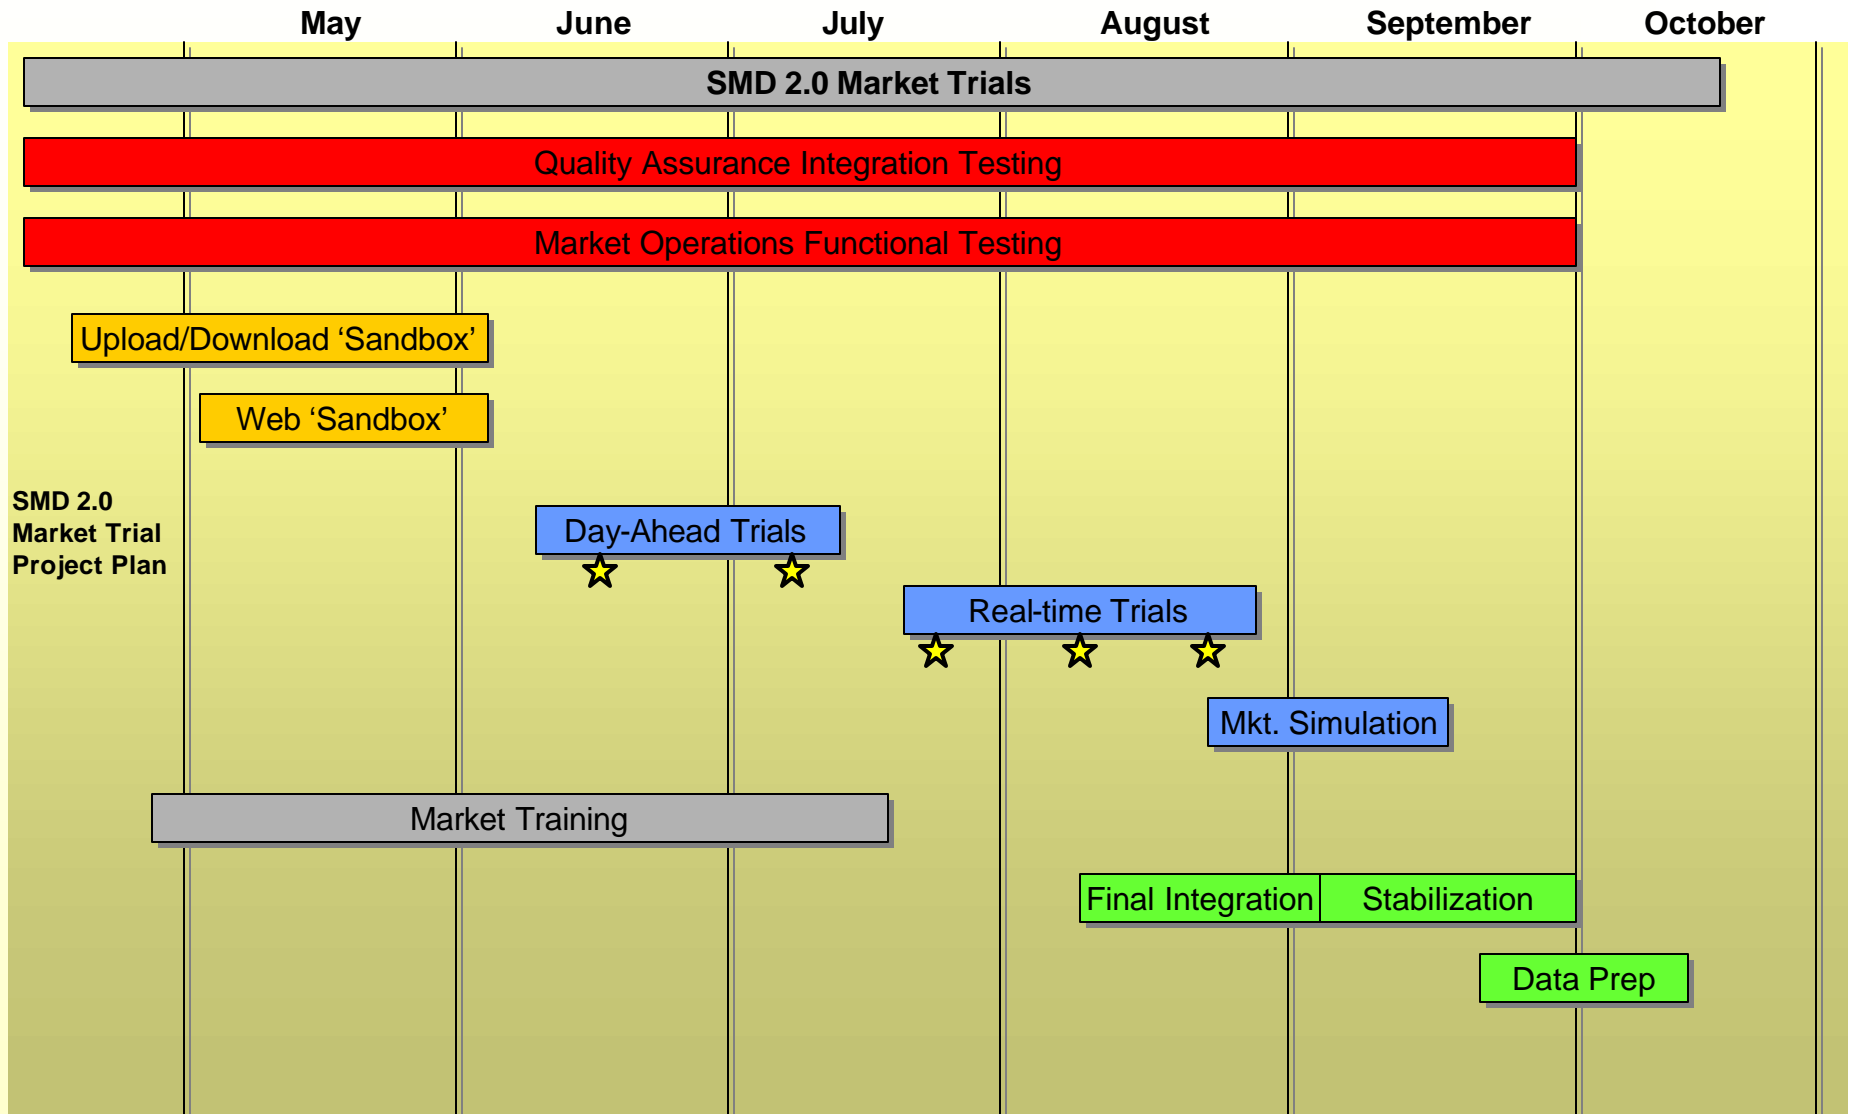 May June July August September October
SMD 2.0 Market Trials
Quality Assurance Integration Testing
Market Operations Functional Testing
Upload/Download ‘Sandbox’
Web ‘Sandbox’
SMD 2.0
Market Trial
Project Plan
Day-Ahead Trials
Real-time Trials
Mkt. Simulation
Market Training
Final Integration Stabilization
Data Prep